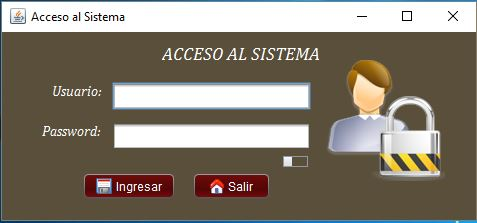 Acceso al Sistema
ACCESO AL SISTEMA
Usuario:
Password:
Ingresar
Salir